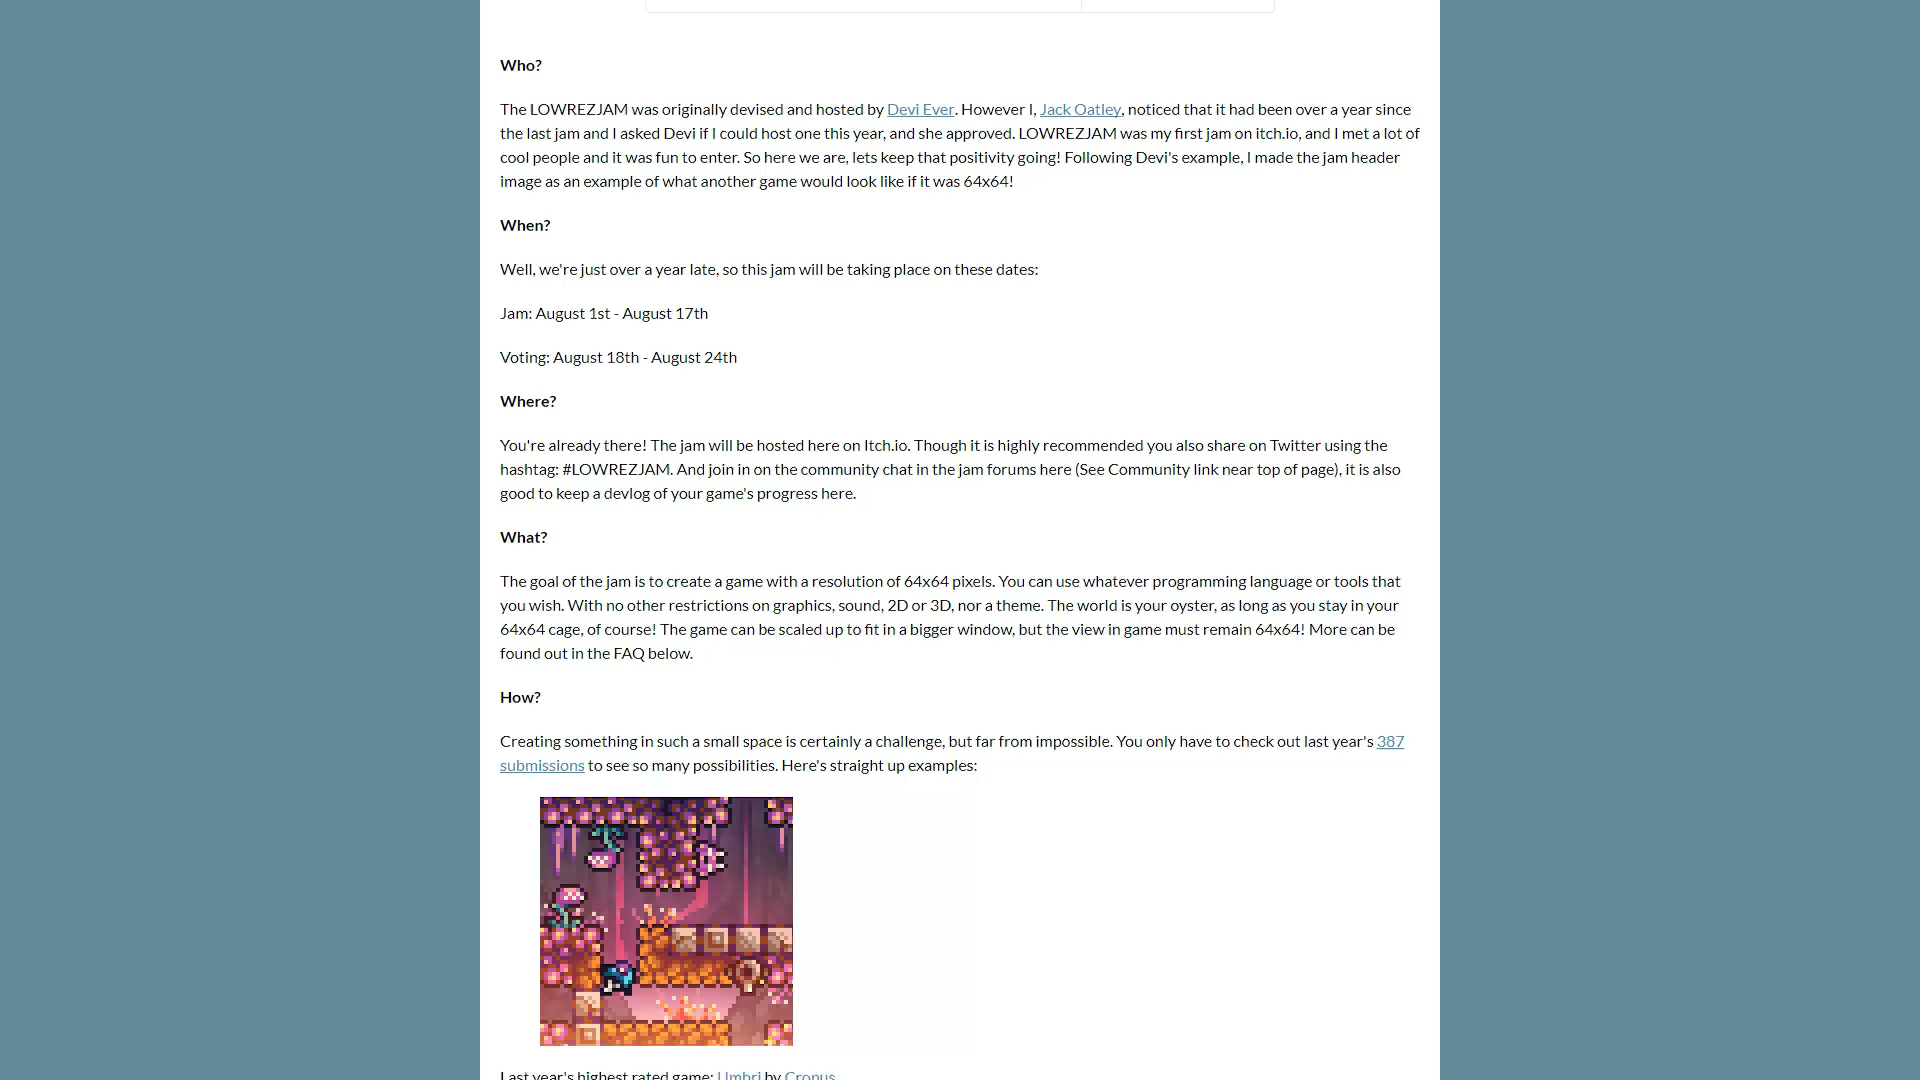 Who?
The LOWREZJAM was originally devised and hosted by Devi Ever. However I, Jack Oatley, noticed that it had been over a year since
the last jam and I asked Devi if I could host one this year, and she approved. LOWREZJAM was my first jam on itch.io, and I met a lot of
cool people and it was fun to enter. So here we are, lets keep that positivity going! Following Devi's example, I made the jam header
image as an example of what another game would look like if it was 64x64!
When?
Well, we're just over a year late, so this jam will be taking place on these dates:
Jam: August 1st - August 17th
Voting: August 18th - August 24th
Where?
You're already there! The jam will be hosted here on Itch.io. Though it is highly recommended you also share on Twitter using the
hashtag: #LOWREZJAM. And join in on the community chat in the jam forums here (See Community link near top of page), it is also
good to keep a devlog of your game's progress here.
What?
The goal of the jam is to create a game with a resolution of 64x64 pixels. You can use whatever programming language or tools that
you wish. With no other restrictions on graphics, sound, 2D or 3D, nor a theme. The world is your oyster, as long as you stay in your
64x64 cage, of course! The game can be scaled up to fit in a bigger window, but the view in game must remain 64x64! More can be
found out in the FAQ below.
How?
Creating something in such a small space is certainly a challenge, but far from impossible. You only have to check out last year's 387
submissions to see so many possibilities. Here's straight up examples:
Last year's highest rated game: Umbri by Cronus